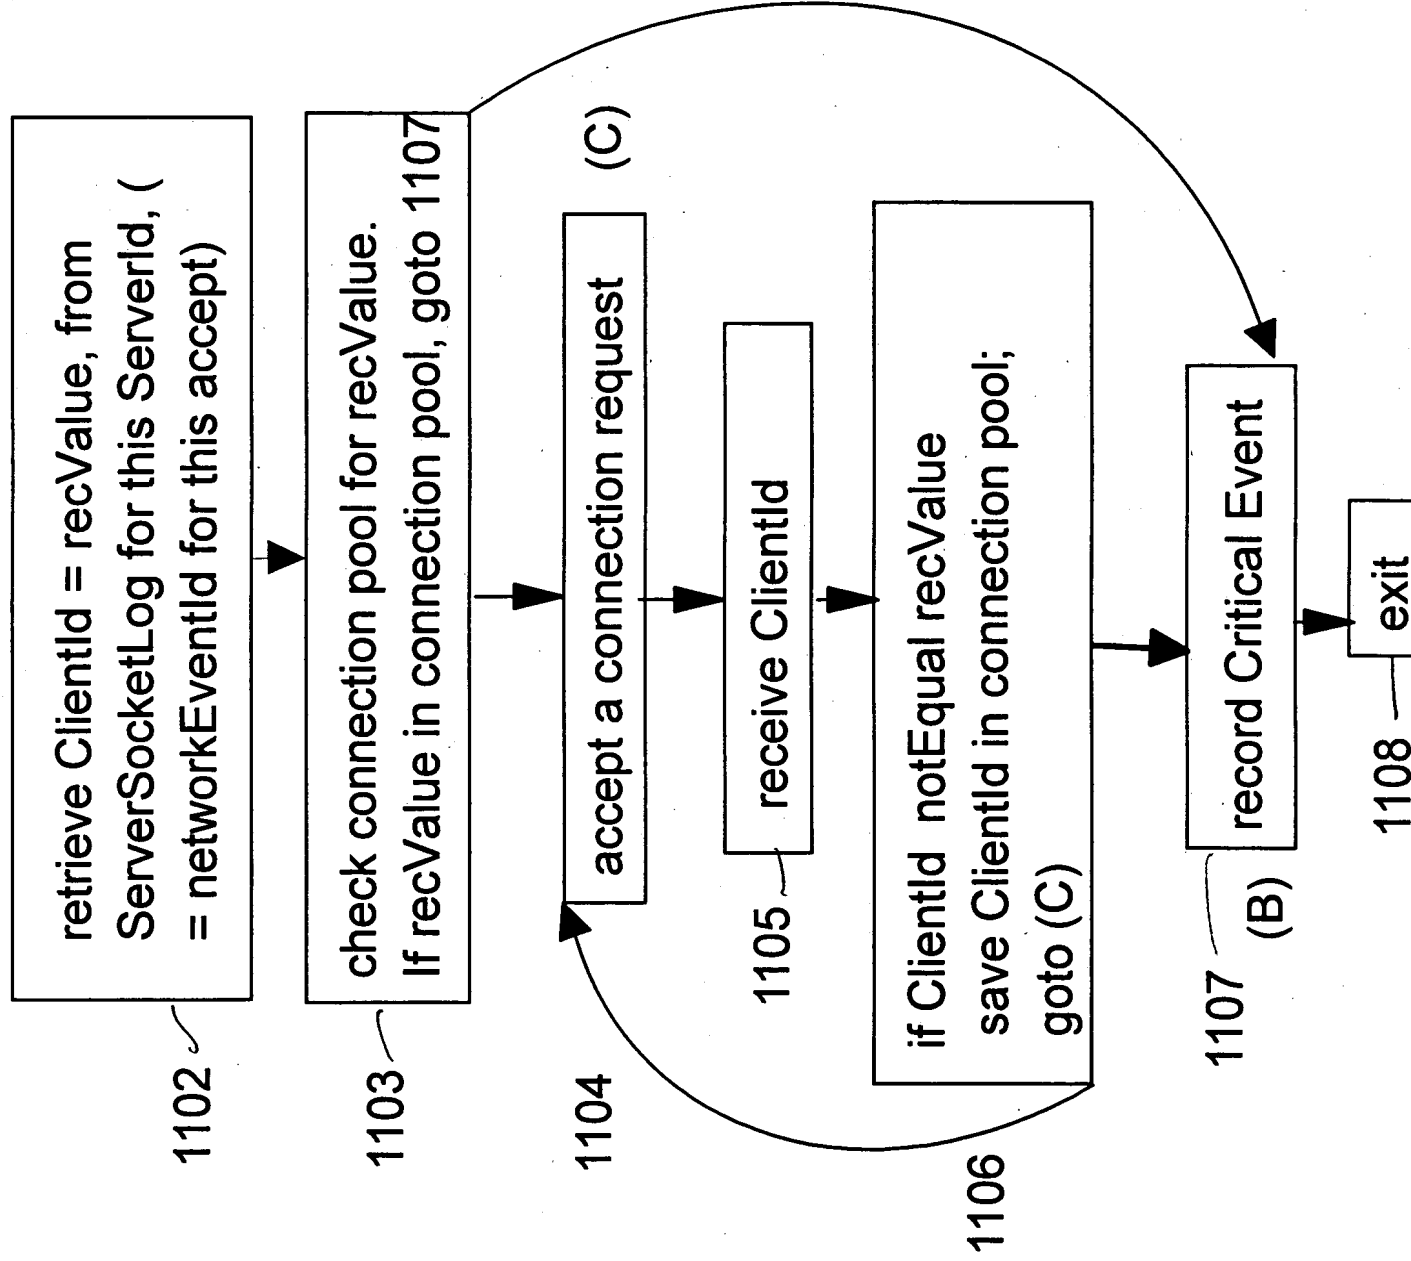 1102
retrieve ClientId = recValue, from
ServerSocketLog for this ServerId, (
= networkEventId for this accept)
1103
check connection pool for recValue.
If recValue in connection pool, goto 1107
1104
accept a connection request
(C)
1105
receive ClientId
1106
if ClientId notEqual recValue
save ClientId in connection pool;
goto (C)
1107
(B)
record Critical Event
1108
exit